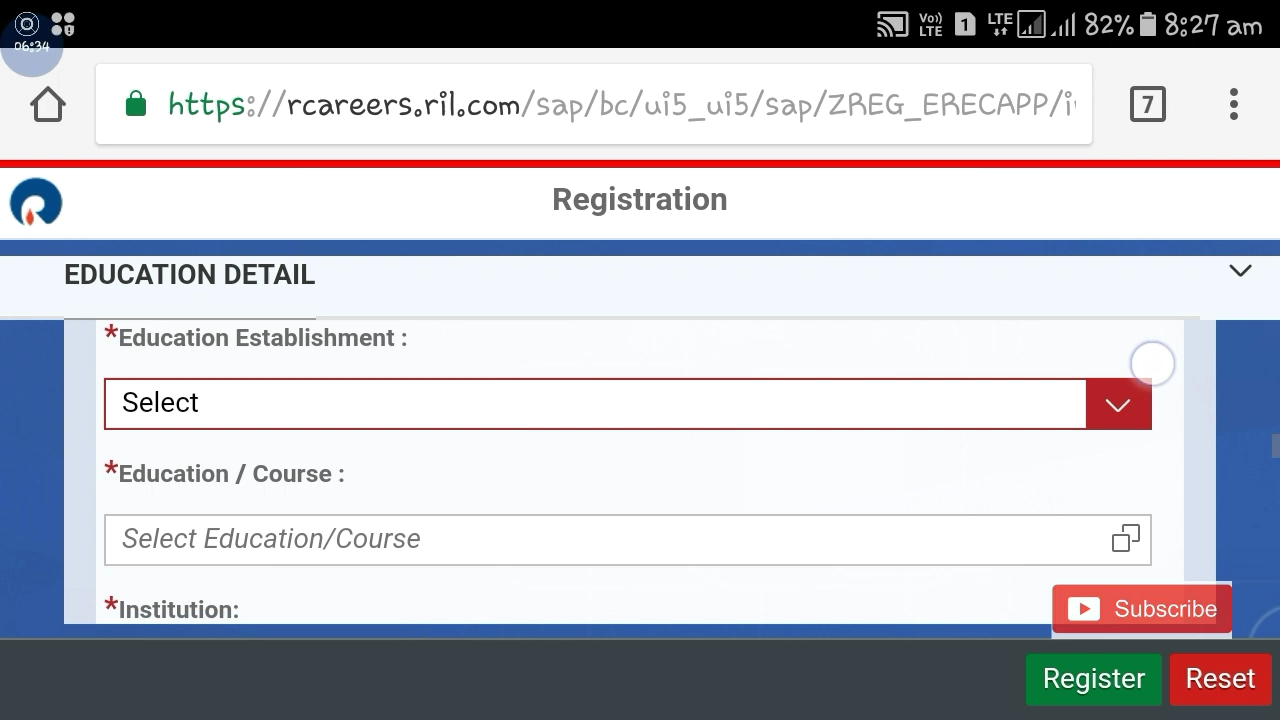 06:34
Vo)) LTE 1 LTE 82% 8:27 am
https://rcareers.ril.com/sap/bc/ui5_ui5/sap/ZREG_ERECAPP/i
7
Registration
EDUCATION DETAIL
*Education Establishment :
Select
*Education / Course :
Select Education/Course
*Institution:
Subscribe
Register Reset